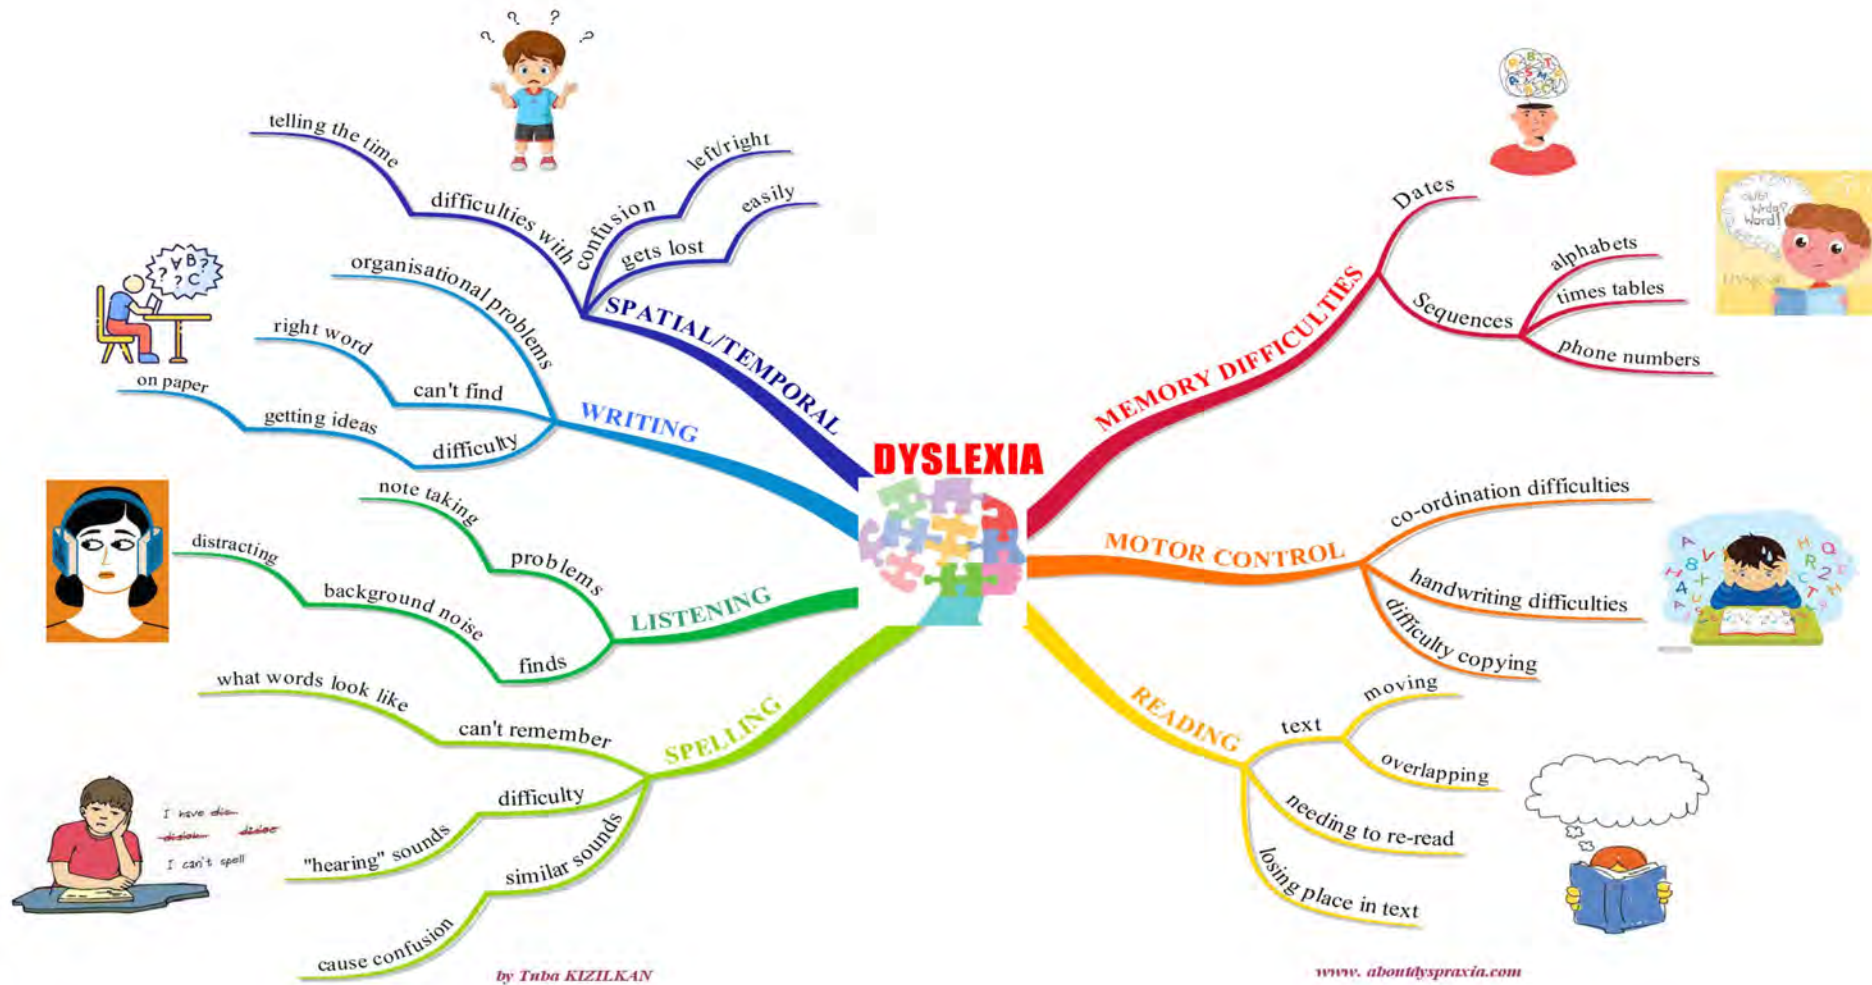 DYSLEXIA
MEMORY DIFFICULTIES
Dates
Sequences
alphabets
times tables
phone numbers
MOTOR CONTROL
co-ordination difficulties
handwriting difficulties
difficulty copying
READING
text
moving
overlapping
needing to re-read
losing place in text
SPATIAL/TEMPORAL
difficulties with
telling the time
confusion
left/right
gets lost
easily
WRITING
organisational problems
can't find
right word
difficulty
getting ideas
on paper
LISTENING
problems
note taking
finds
background noise
distracting
SPELLING
can't remember
what words look like
difficulty
"hearing" sounds
similar sounds
cause confusion
? ? ? ?
? A B ?
? ? C
Word!
I have
I can't spell
by Tuba KIZILKAN
www. aboutdyspraxia.com